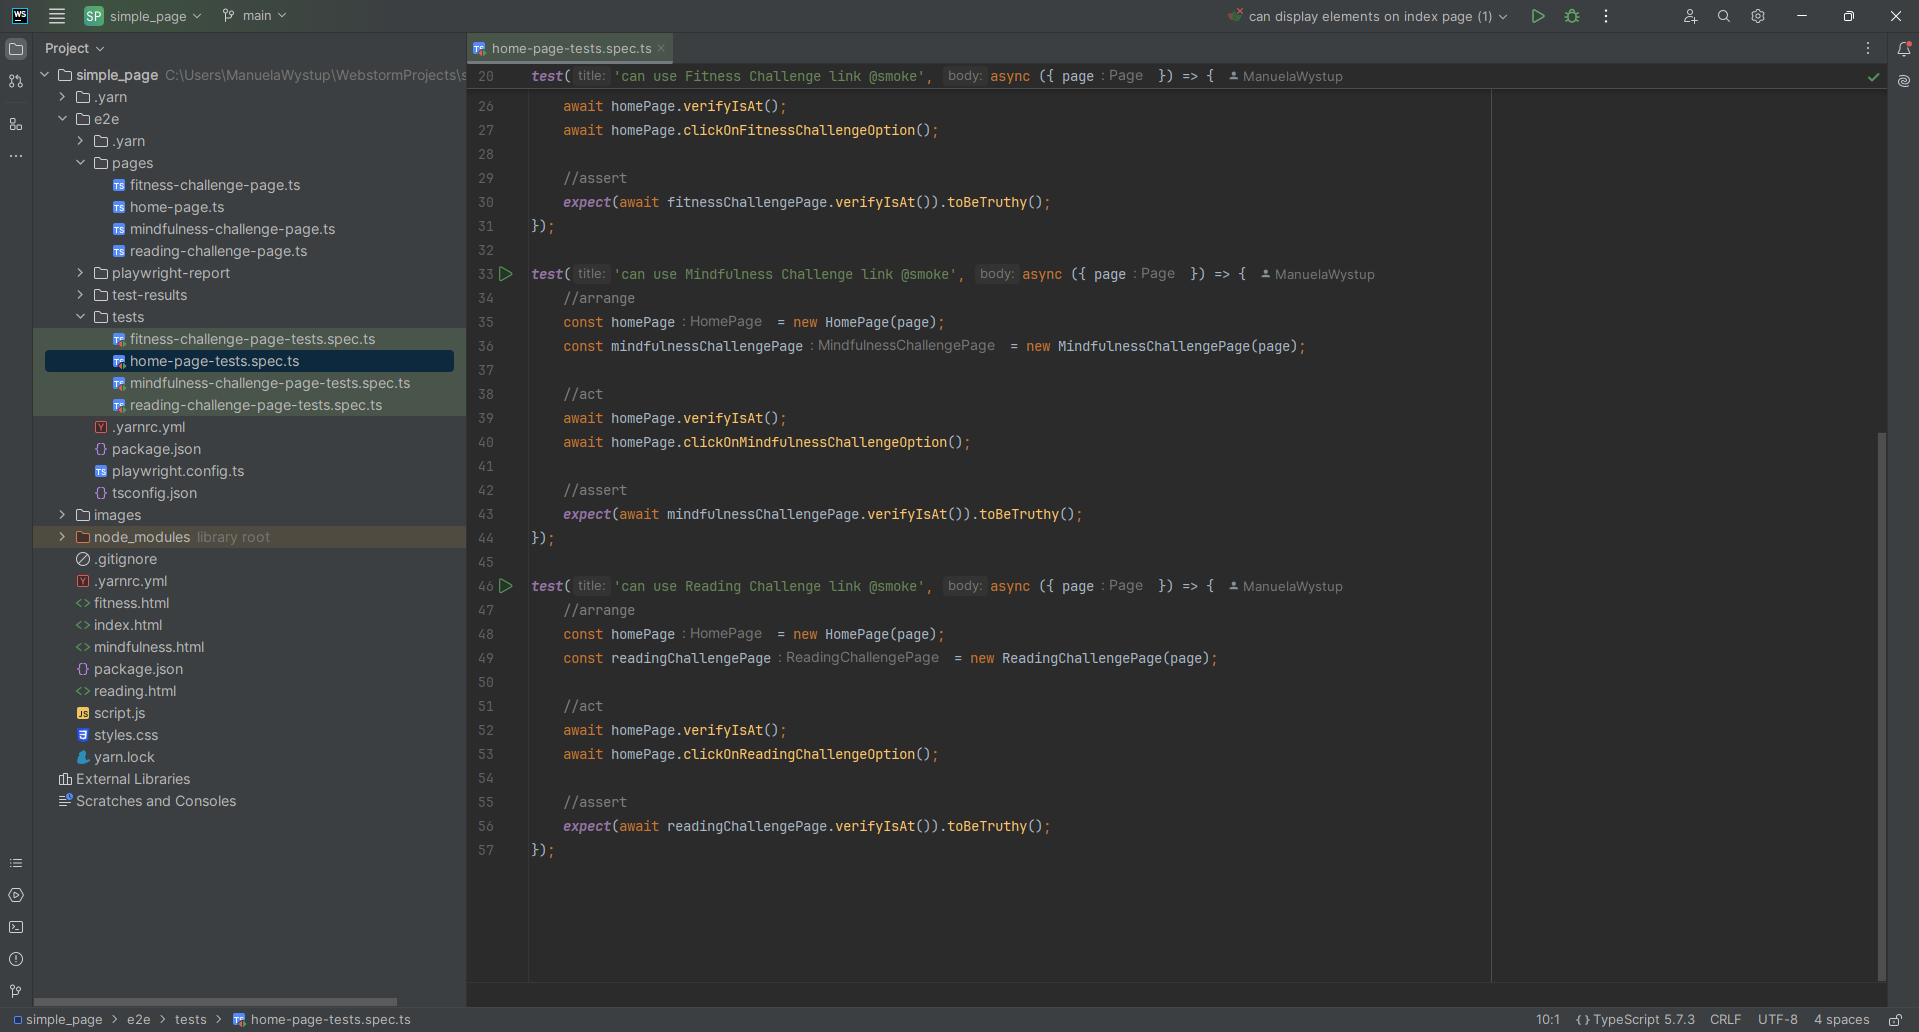 WS
SP simple_page
main
can display elements on index page (1)
Project
home-page-tests.spec.ts
simple_page C:\Users\ManuelaWystup\WebstormProjects\s
.yarn
e2e
.yarn
pages
TS fitness-challenge-page.ts
TS home-page.ts
TS mindfulness-challenge-page.ts
TS reading-challenge-page.ts
playwright-report
test-results
tests
fitness-challenge-page-tests.spec.ts
home-page-tests.spec.ts
mindfulness-challenge-page-tests.spec.ts
reading-challenge-page-tests.spec.ts
Y .yarnrc.yml
{} package.json
TS playwright.config.ts
{} tsconfig.json
images
node_modules library root
.gitignore
Y .yarnrc.yml
<> fitness.html
<> index.html
<> mindfulness.html
{} package.json
<> reading.html
JS script.js
styles.css
yarn.lock
External Libraries
Scratches and Consoles
20 test( title: 'can use Fitness Challenge link @smoke', body: async ({ page : Page }) => { ManuelaWystup
26 await homePage.verifyIsAt();
27 await homePage.clickOnFitnessChallengeOption();
28
29 //assert
30 expect(await fitnessChallengePage.verifyIsAt()).toBeTruthy();
31 });
32
33 test( title: 'can use Mindfulness Challenge link @smoke', body: async ({ page : Page }) => { ManuelaWystup
34 //arrange
35 const homePage : HomePage = new HomePage(page);
36 const mindfulnessChallengePage : MindfulnessChallengePage = new MindfulnessChallengePage(page);
37
38 //act
39 await homePage.verifyIsAt();
40 await homePage.clickOnMindfulnessChallengeOption();
41
42 //assert
43 expect(await mindfulnessChallengePage.verifyIsAt()).toBeTruthy();
44 });
45
46 test( title: 'can use Reading Challenge link @smoke', body: async ({ page : Page }) => { ManuelaWystup
47 //arrange
48 const homePage : HomePage = new HomePage(page);
49 const readingChallengePage : ReadingChallengePage = new ReadingChallengePage(page);
50
51 //act
52 await homePage.verifyIsAt();
53 await homePage.clickOnReadingChallengeOption();
54
55 //assert
56 expect(await readingChallengePage.verifyIsAt()).toBeTruthy();
57 });
simple_page > e2e > tests > home-page-tests.spec.ts
10:1 {} TypeScript 5.7.3 CRLF UTF-8 4 spaces